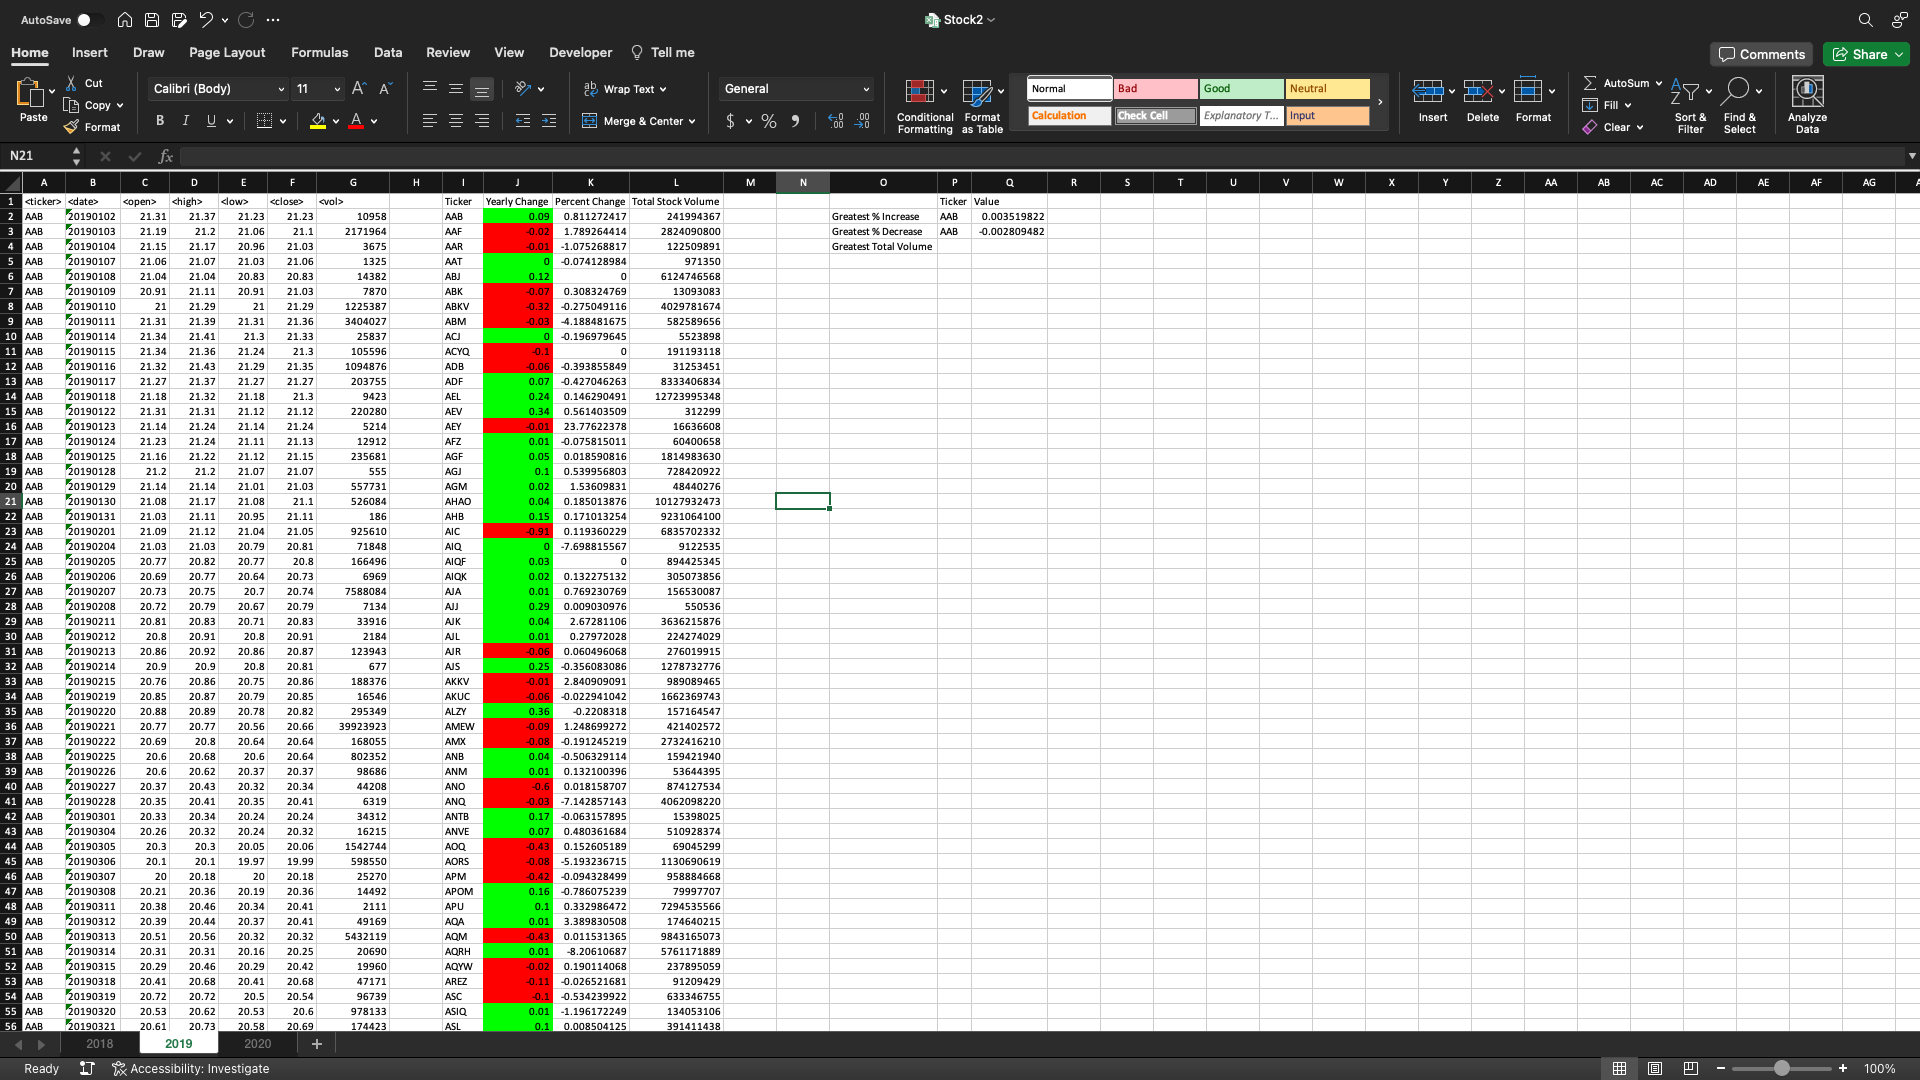 AutoSave
Stock2
Home Insert Draw Page Layout Formulas Data Review View Developer Tell me Comments Share
Paste Cut Copy Format
Calibri (Body) 11
B I U
Wrap Text
Merge & Center
General
$ %
Conditional Formatting
Format as Table
Normal Bad Good Neutral
Calculation Check Cell Explanatory T... Input
Insert Delete Format
AutoSum
Fill
Clear
Sort & Filter
Find & Select
Analyze Data
N21 fx
A B C D E F G H I J K L M N O P Q R S T U V W X Y Z AA AB AC AD AE AF AG
1 <ticker> <date> <open> <high> <low> <close> <vol> Ticker Yearly Change Percent Change Total Stock Volume Ticker Value
2 AAB 20190102 21.31 21.37 21.23 21.23 10958 AAB 0.09 0.811272417 241994367 Greatest % Increase AAB 0.003519822
3 AAB 20190103 21.19 21.2 21.06 21.1 2171964 AAF -0.02 1.789264414 2824090800 Greatest % Decrease AAB -0.002809482
4 AAB 20190104 21.15 21.17 20.96 21.03 3675 AAR -0.01 -1.075268817 122509891 Greatest Total Volume
5 AAB 20190107 21.06 21.07 21.03 21.06 1325 AAT 0 -0.074128984 971350
6 AAB 20190108 21.04 21.04 20.83 20.83 14382 ABJ 0.12 0 6124746568
7 AAB 20190109 20.91 21.11 20.91 21.03 7870 ABK -0.07 0.308324769 13093083
8 AAB 20190110 21 21.29 21 21.29 1225387 ABKV -0.32 -0.275049116 4029781674
9 AAB 20190111 21.31 21.39 21.31 21.36 3404027 ABM -0.03 -4.188481675 582589656
10 AAB 20190114 21.34 21.41 21.3 21.33 25837 ACJ 0 -0.196979645 5523898
11 AAB 20190115 21.34 21.36 21.24 21.3 105596 ACYQ -0.1 0 191193118
12 AAB 20190116 21.32 21.43 21.29 21.35 1094876 ADB -0.06 -0.393855849 31253451
13 AAB 20190117 21.27 21.37 21.27 21.27 203755 ADF 0.07 -0.427046263 8333406834
14 AAB 20190118 21.18 21.32 21.18 21.3 9423 AEL 0.24 0.146290491 12723995348
15 AAB 20190122 21.31 21.31 21.12 21.12 220280 AEV 0.34 0.561403509 312299
16 AAB 20190123 21.14 21.24 21.14 21.24 5214 AEY -0.01 23.77622378 16636608
17 AAB 20190124 21.23 21.24 21.11 21.13 12912 AFZ 0.01 -0.075815011 60400658
18 AAB 20190125 21.16 21.22 21.12 21.15 235681 AGF 0.05 0.018590816 1814983630
19 AAB 20190128 21.2 21.2 21.07 21.07 555 AGJ 0.1 0.539956803 728420922
20 AAB 20190129 21.14 21.14 21.01 21.03 557731 AGM 0.02 1.53609831 48440276
21 AAB 20190130 21.08 21.17 21.08 21.1 526084 AHAO 0.04 0.185013876 10127932473
22 AAB 20190131 21.03 21.11 20.95 21.11 186 AHB 0.15 0.171013254 9231064100
23 AAB 20190201 21.09 21.12 21.04 21.05 925610 AIC -0.91 0.119360229 6835702332
24 AAB 20190204 21.03 21.03 20.79 20.81 71848 AIQ 0 -7.698815567 9122535
25 AAB 20190205 20.77 20.82 20.77 20.8 166496 AIQF 0.03 0 894425345
26 AAB 20190206 20.69 20.77 20.64 20.73 6969 AIQK 0.02 0.132275132 305073856
27 AAB 20190207 20.73 20.75 20.7 20.74 7588084 AJA 0.01 0.769230769 156530087
28 AAB 20190208 20.72 20.79 20.67 20.79 7134 AJJ 0.29 0.009030976 550536
29 AAB 20190211 20.81 20.83 20.71 20.83 33916 AJK 0.04 2.67281106 3636215876
30 AAB 20190212 20.8 20.91 20.8 20.91 2184 AJL 0.01 0.27972028 224274029
31 AAB 20190213 20.86 20.92 20.86 20.87 123943 AJR -0.06 0.060496068 276019915
32 AAB 20190214 20.9 20.9 20.8 20.81 677 AJS 0.25 -0.356083086 1278732776
33 AAB 20190215 20.76 20.86 20.75 20.86 188376 AKKV -0.01 2.840909091 989089465
34 AAB 20190219 20.85 20.87 20.79 20.85 16546 AKUC -0.06 -0.022941042 1662369743
35 AAB 20190220 20.88 20.89 20.78 20.82 295349 ALZY 0.36 -0.2208318 157164547
36 AAB 20190221 20.77 20.77 20.56 20.66 39923923 AMEW -0.09 1.248699272 421402572
37 AAB 20190222 20.69 20.8 20.64 20.64 168055 AMX -0.08 -0.191245219 2732416210
38 AAB 20190225 20.6 20.68 20.6 20.64 802352 ANB 0.04 -0.506329114 159421940
39 AAB 20190226 20.6 20.62 20.37 20.37 98686 ANM 0.01 0.132100396 53644395
40 AAB 20190227 20.37 20.43 20.32 20.34 44208 ANO -0.6 0.018158707 874127534
41 AAB 20190228 20.35 20.41 20.35 20.41 6319 ANQ -0.03 -7.142857143 4062098220
42 AAB 20190301 20.33 20.34 20.24 20.24 34312 ANTB 0.17 -0.063157895 15398025
43 AAB 20190304 20.26 20.32 20.24 20.32 16215 ANVE 0.07 0.480361684 510928374
44 AAB 20190305 20.3 20.3 20.05 20.06 1542744 AOQ -0.43 0.152605189 69045299
45 AAB 20190306 20.1 20.1 19.97 19.99 598550 AORS -0.08 -5.193236715 1130690619
46 AAB 20190307 20 20.18 20 20.18 25270 APM -0.42 -0.094328499 958884668
47 AAB 20190308 20.21 20.36 20.19 20.36 14492 APOM 0.16 -0.786075239 79997707
48 AAB 20190311 20.38 20.46 20.34 20.41 2111 APU 0.1 0.332986472 7294535566
49 AAB 20190312 20.39 20.44 20.37 20.41 49169 AQA 0.01 3.389830508 174640215
50 AAB 20190313 20.51 20.56 20.32 20.32 5432119 AQM -0.43 0.011531365 9843165073
51 AAB 20190314 20.31 20.31 20.16 20.25 20690 AQRH 0.01 -8.20610687 5761171889
52 AAB 20190315 20.29 20.46 20.29 20.42 19960 AQYW -0.02 0.190114068 237895059
53 AAB 20190318 20.41 20.68 20.41 20.68 47171 AREZ -0.11 -0.026521681 91209429
54 AAB 20190319 20.72 20.72 20.5 20.54 96739 ASC -0.1 -0.534239922 633346755
55 AAB 20190320 20.53 20.62 20.53 20.6 978133 ASIQ 0.01 -1.196172249 134053106
56 AAB 20190321 20.61 20.73 20.58 20.69 174423 ASL 0.1 0.008504125 391411438
2018 2019 2020 +
Ready Accessibility: Investigate 100%